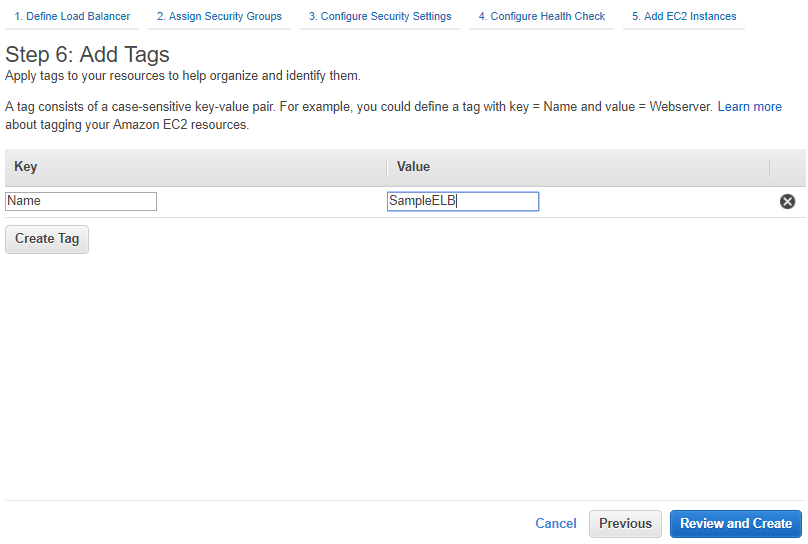 1. Define Load Balancer 2. Assign Security Groups 3. Configure Security Settings 4. Configure Health Check 5. Add EC2 Instances
Step 6: Add Tags
Apply tags to your resources to help organize and identify them.
A tag consists of a case-sensitive key-value pair. For example, you could define a tag with key = Name and value = Webserver. Learn more
about tagging your Amazon EC2 resources.
Key Value
Name SampleELB
Create Tag
Cancel Previous Review and Create